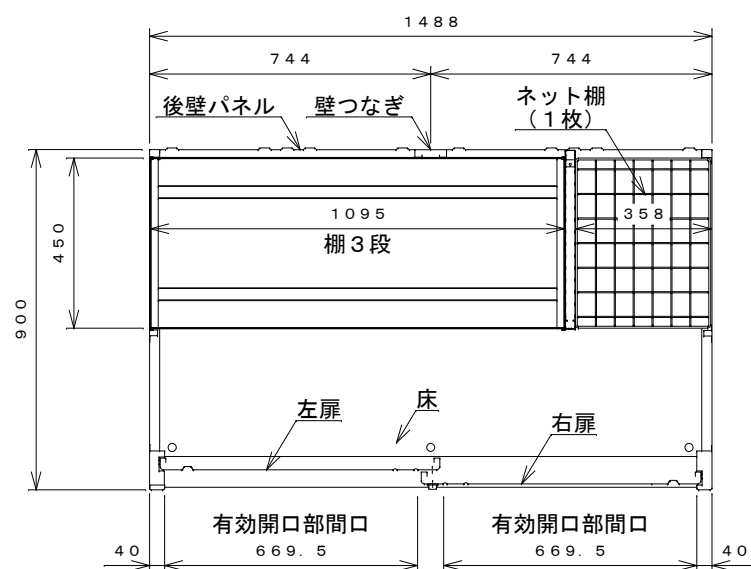 1488
744
744
後壁パネル
壁つなぎ
ネット棚
（1枚）
1095
358
棚3段
450
900
左扉
床
右扉
有効開口部間口
有効開口部間口
40
669.5
669.5
40